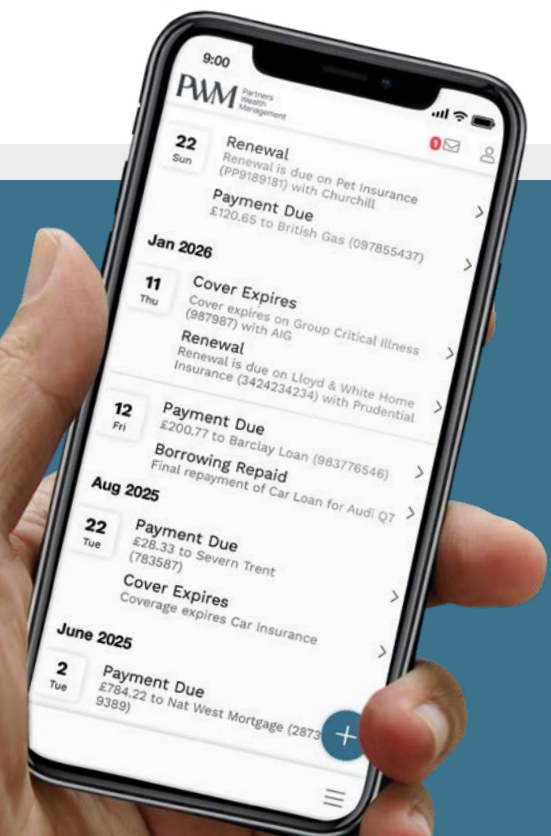 9:00
PWM Partners
Wealth
Management
1
22
Sun
Renewal
Renewal is due on Pet Insurance
(PP9189181) with Churchill
Payment Due
£120.65 to British Gas (097855437)
Jan 2026
11
Thu
Cover Expires
Cover expires on Group Critical Illness
(987987) with AIG
Renewal
Renewal is due on Lloyd & White Home
Insurance (3424234234) with Prudential
12
Fri
Payment Due
£200.77 to Barclay Loan (983776546)
Borrowing Repaid
Final repayment of Car Loan for Audi Q7
Aug 2025
22
Tue
Payment Due
£28.33 to Severn Trent
(783587)
Cover Expires
Coverage expires Car Insurance
June 2025
2
Tue
Payment Due
£784.22 to Nat West Mortgage (2873
9389)